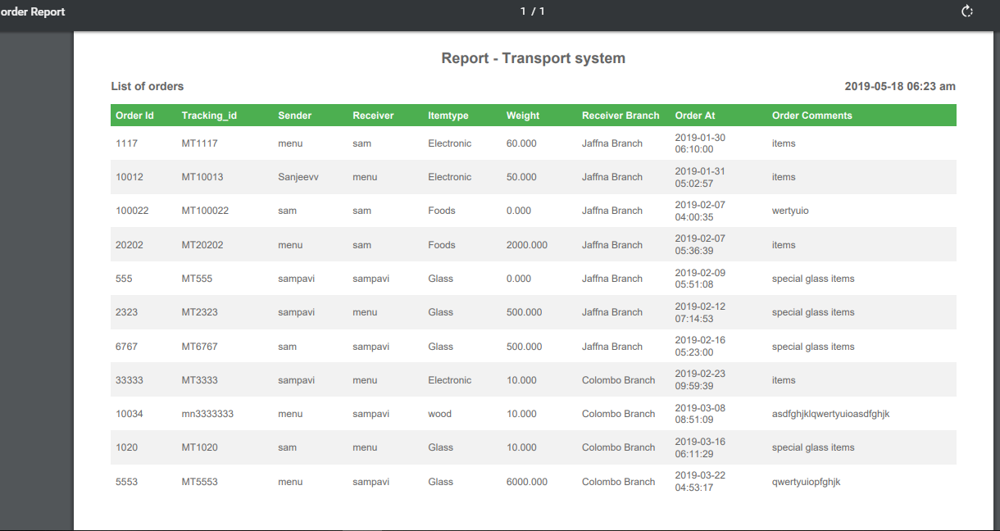 order Report 1 / 1
Report - Transport system
List of orders 2019-05-18 06:23 am
Order Id Tracking_id Sender Receiver Itemtype Weight Receiver Branch Order At Order Comments
1117 MT1117 menu sam Electronic 60.000 Jaffna Branch 2019-01-30 06:10:00 items
10012 MT10013 Sanjeevv menu Electronic 50.000 Jaffna Branch 2019-01-31 05:02:57 items
100022 MT100022 sam sam Foods 0.000 Jaffna Branch 2019-02-07 04:00:35 wertyuio
20202 MT20202 menu sam Foods 2000.000 Jaffna Branch 2019-02-07 05:36:39 items
555 MT555 sampavi sampavi Glass 0.000 Jaffna Branch 2019-02-09 05:51:08 special glass items
2323 MT2323 sampavi menu Glass 500.000 Jaffna Branch 2019-02-12 07:14:53 special glass items
6767 MT6767 sam sampavi Glass 500.000 Jaffna Branch 2019-02-16 05:23:00 special glass items
33333 MT3333 sampavi menu Electronic 10.000 Colombo Branch 2019-02-23 09:59:39 items
10034 mn3333333 menu sampavi wood 10.000 Colombo Branch 2019-03-08 08:51:09 asdfghjklqwertyuioasdfghjk
1020 MT1020 sam menu Glass 10.000 Colombo Branch 2019-03-16 06:11:29 special glass items
5553 MT5553 menu sampavi Glass 6000.000 Colombo Branch 2019-03-22 04:53:17 qwertyuiopfghjk